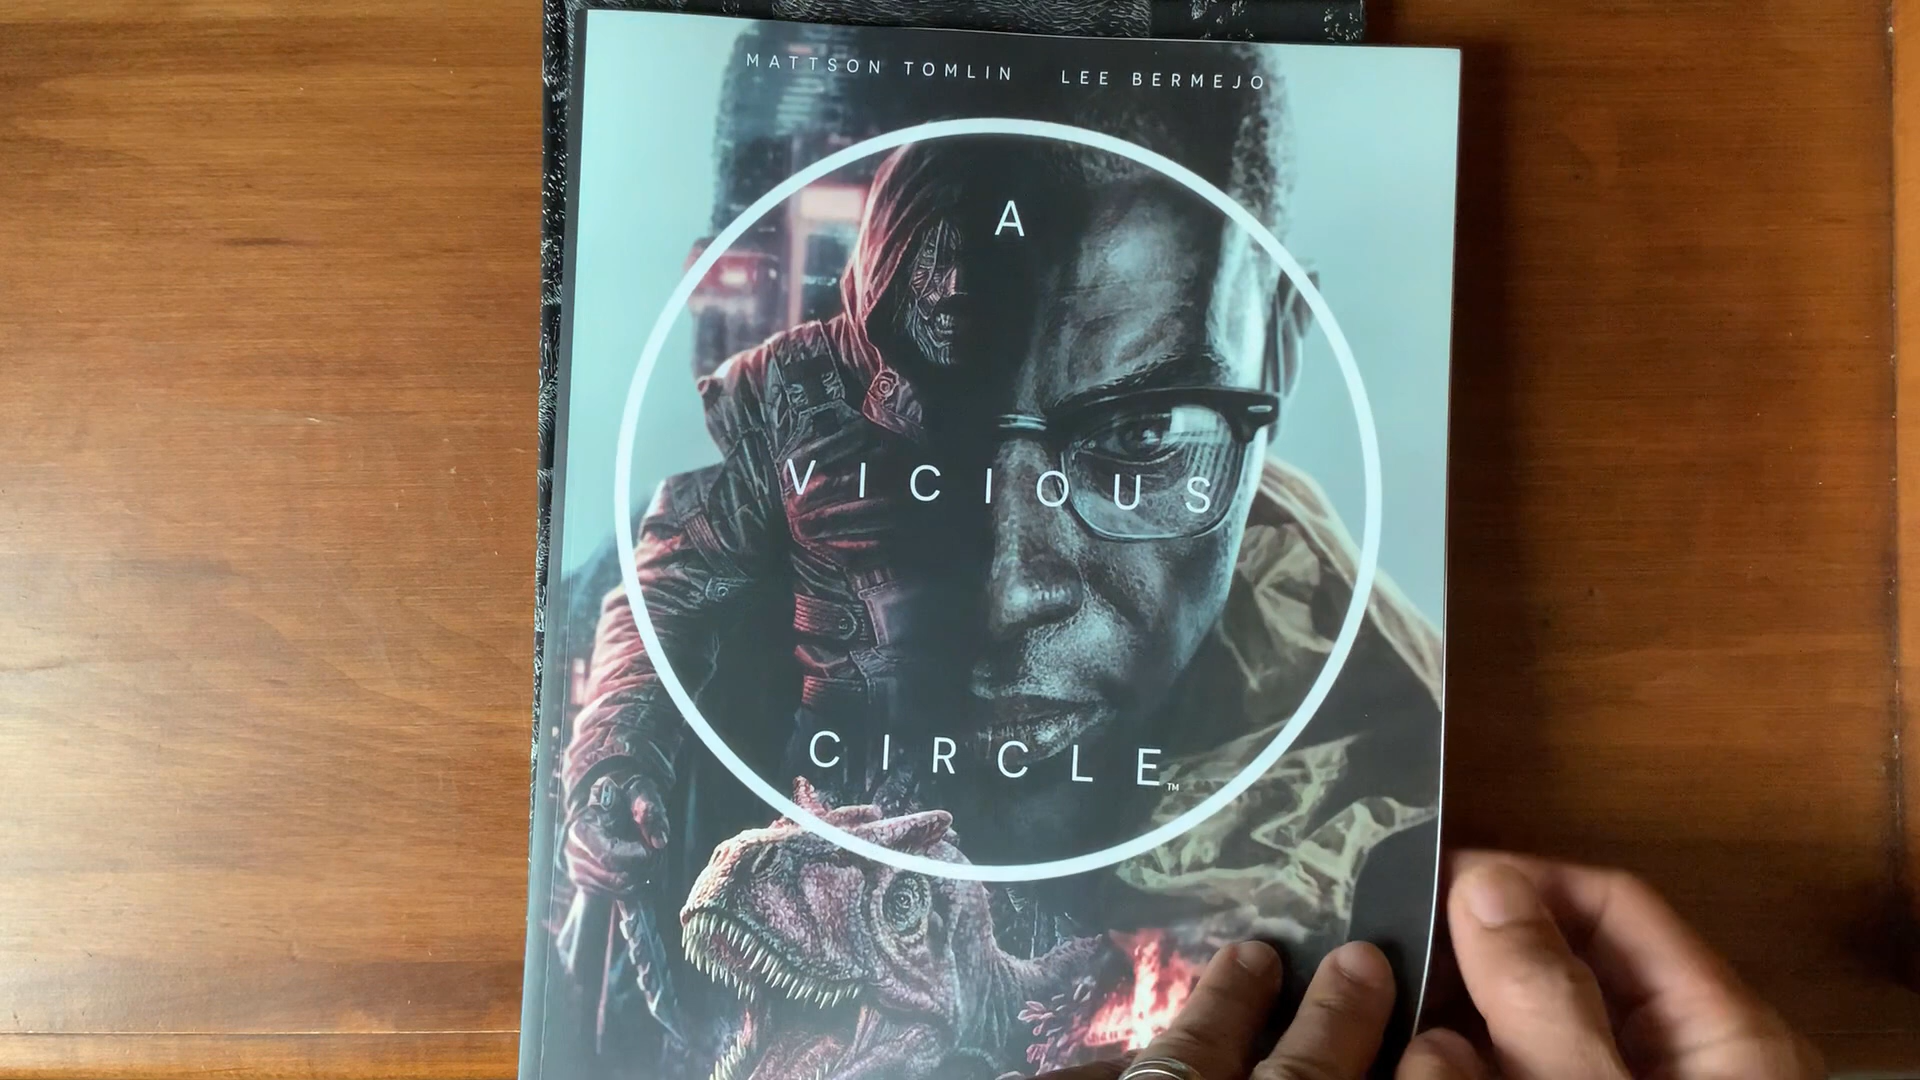 MATTSON TOMLIN LEE BERMEJO
A
VICIOUS
CIRCLE™